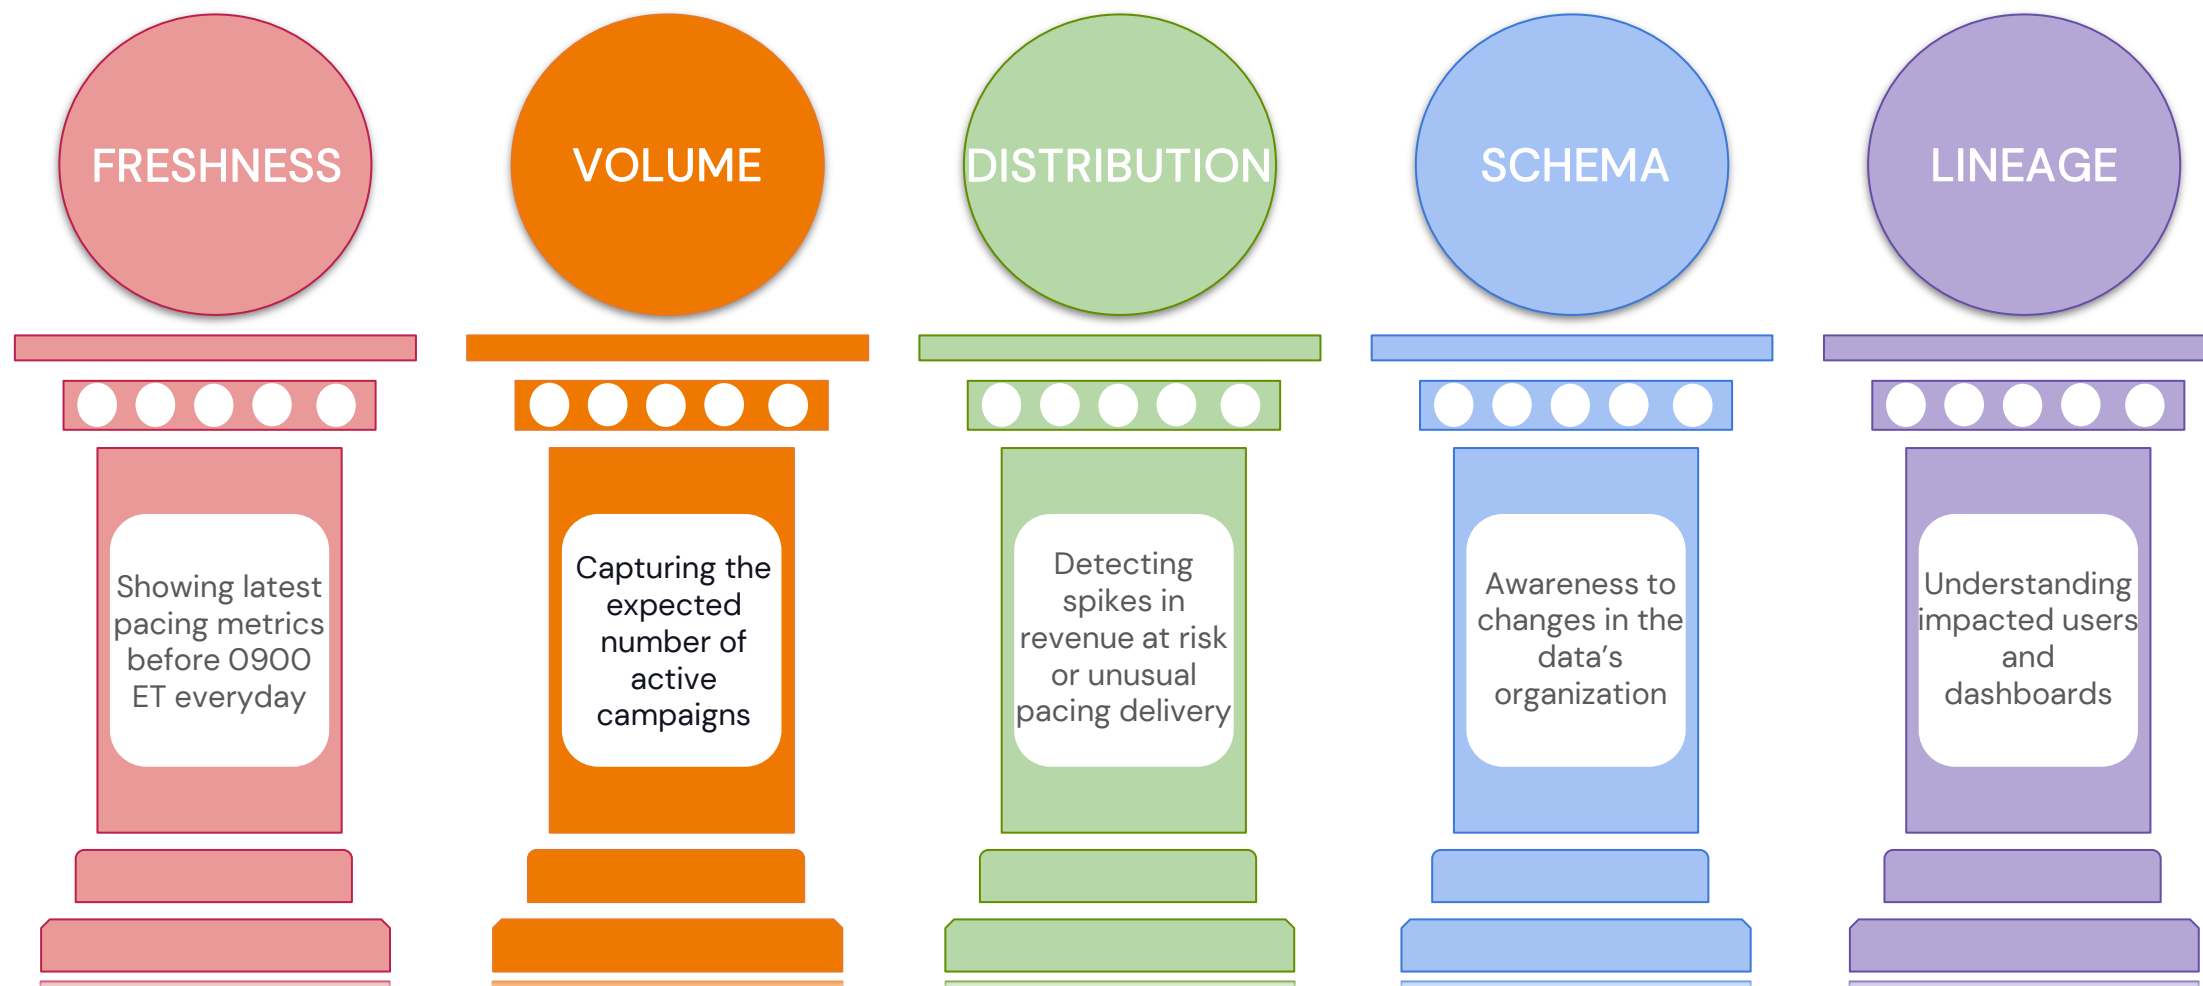 FRESHNESS
VOLUME
DISTRIBUTION
SCHEMA
LINEAGE
Showing latest
pacing metrics
before 0900
ET everyday
Capturing the
expected
number of
active
campaigns
Detecting
spikes in
revenue at risk
or unusual
pacing delivery
Awareness to
changes in the
data’s
organization
Understanding
impacted users
and
dashboards